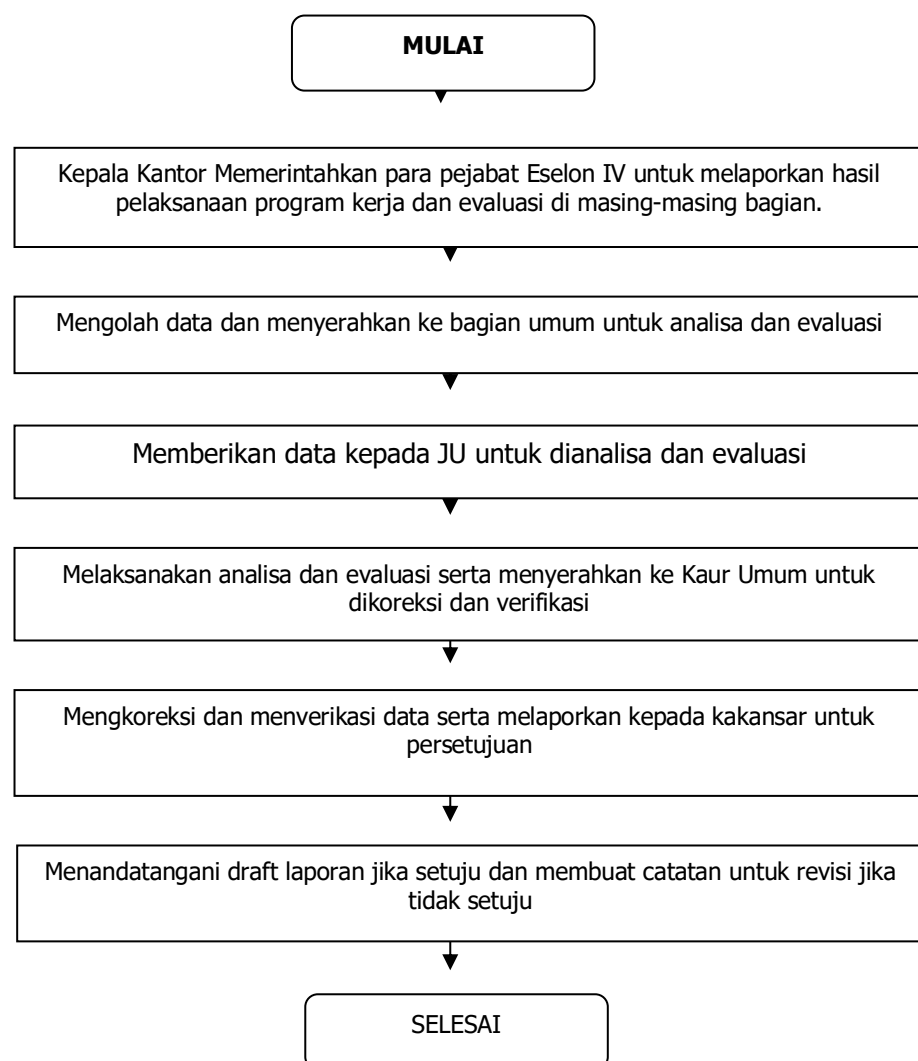 MULAI
Kepala Kantor Memerintahkan para pejabat Eselon IV untuk melaporkan hasil
pelaksanaan program kerja dan evaluasi di masing-masing bagian.
Mengolah data dan menyerahkan ke bagian umum untuk analisa dan evaluasi
Memberikan data kepada JU untuk dianalisa dan evaluasi
Melaksanakan analisa dan evaluasi serta menyerahkan ke Kaur Umum untuk
dikoreksi dan verifikasi
Mengkoreksi dan menverikasi data serta melaporkan kepada kakansar untuk
persetujuan
Menandatangani draft laporan jika setuju dan membuat catatan untuk revisi jika
tidak setuju
SELESAI